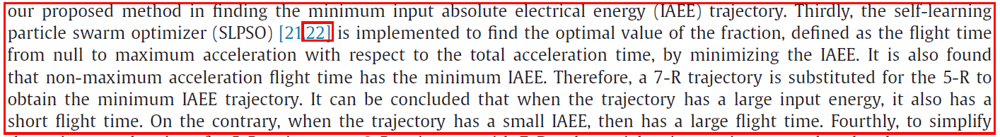 our proposed method in finding the minimum input absolute electrical energy (IAEE) trajectory. Thirdly, the self-learning
particle swarm optimizer (SLPSO) [21,22] is implemented to find the optimal value of the fraction, defined as the flight time
from null to maximum acceleration with respect to the total acceleration time, by minimizing the IAEE. It is also found
that non-maximum acceleration flight time has the minimum IAEE. Therefore, a 7-R trajectory is substituted for the 5-R to
obtain the minimum IAEE trajectory. It can be concluded that when the trajectory has a large input energy, it also has a
short flight time. On the contrary, when the trajectory has a small IAEE, then has a large flight time. Fourthly, to simplify